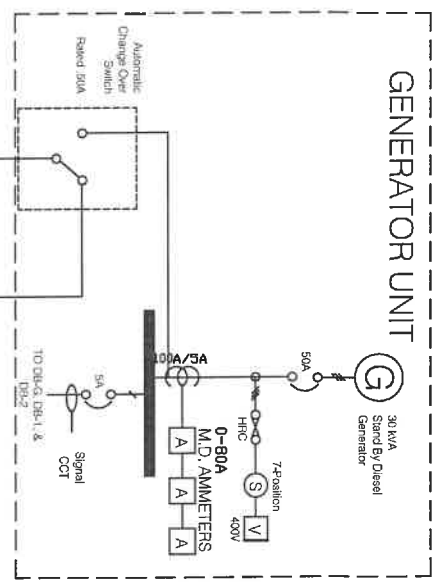 GENERATOR UNIT
G
30 kVA
Stand By Diesel
Generator
50A
7-Position
S
V
400V
HRC
100A/5A
0-80A
M.D. AMMETERS
A
A
A
Automatic
Change Over
Switch
Rated :50A
5A
Signal
CCT
TO DB-G, DB-1, &
DB-2